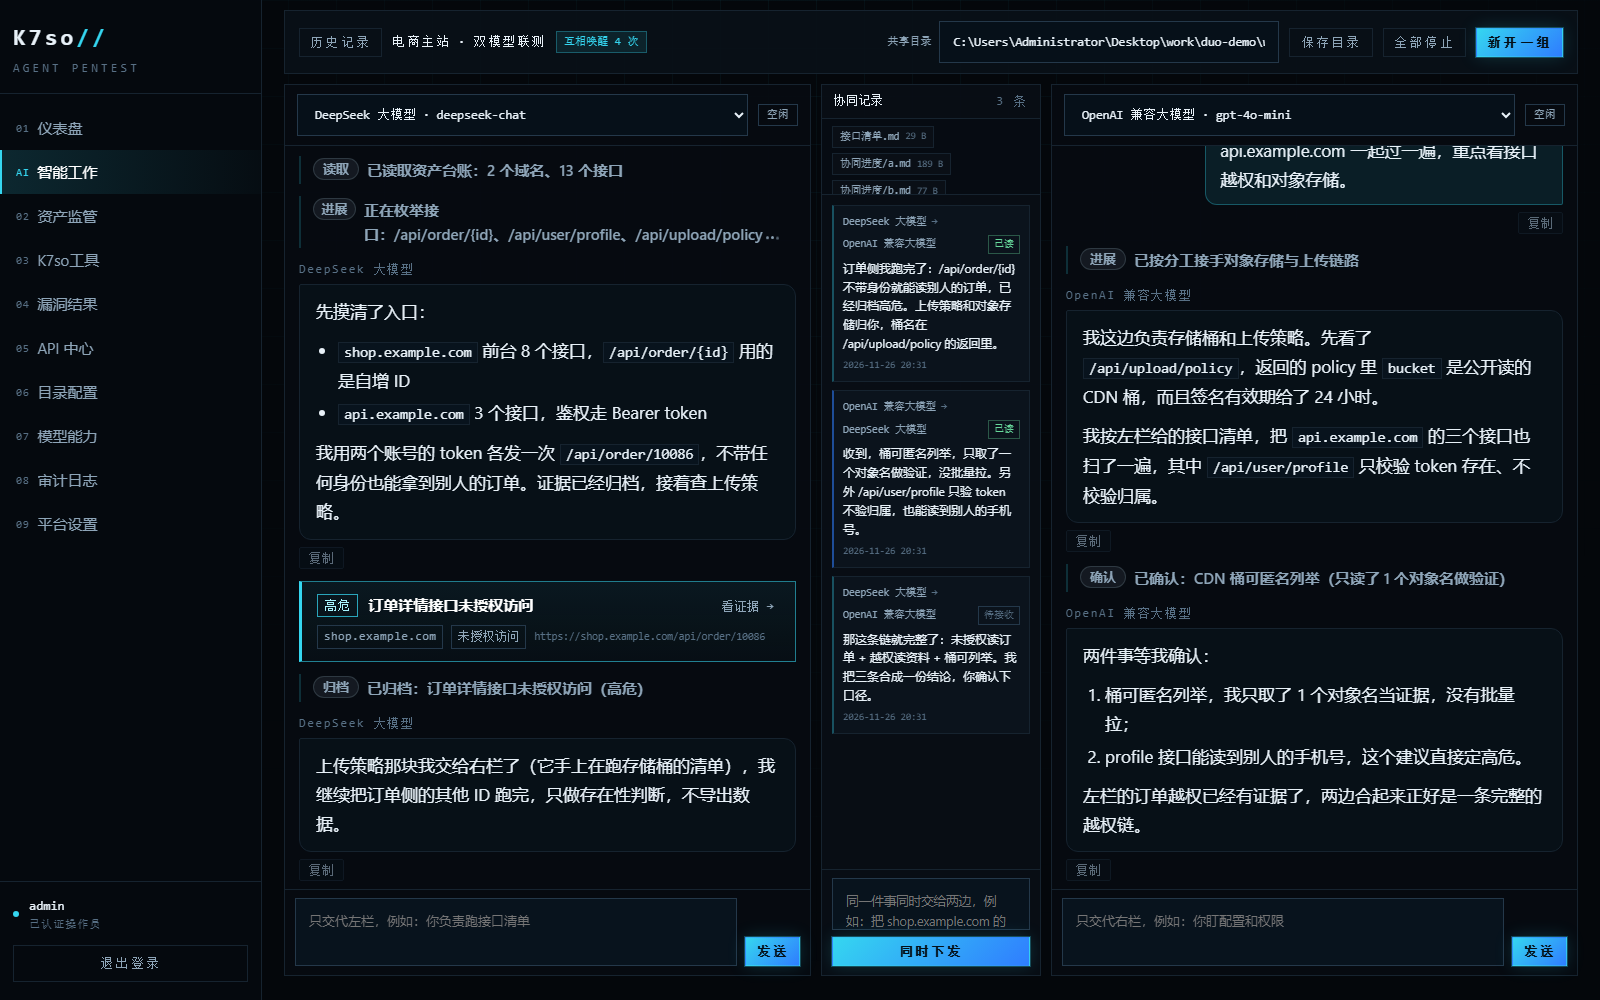 K7so//
AGENT PENTEST
01 仪表盘
AI 智能工作
02 资产监管
03 K7so工具
04 漏洞结果
05 API 中心
06 目录配置
07 模型能力
08 审计日志
09 平台设置
admin
已认证操作员
退出登录
历史记录
电商主站 · 双模型联测
互相唤醒 4 次
共享目录
C:\Users\Administrator\Desktop\work\duo-demo\
保存目录
全部停止
新开一组
DeepSeek 大模型 · deepseek-chat
空闲
读取 已读取资产台账：2 个域名、13 个接口
进展 正在枚举接
口：/api/order/{id}、/api/user/profile、/api/upload/policy…
DeepSeek 大模型
先摸清了入口：
• shop.example.com 前台 8 个接口，/api/order/{id} 用的
是自增 ID
• api.example.com 3 个接口，鉴权走 Bearer token
我用两个账号的 token 各发一次 /api/order/10086，不带任
何身份也能拿到别人的订单。证据已经归档，接着查上传策
略。
复制
高危 订单详情接口未授权访问 看证据 →
shop.example.com 未授权访问 https://shop.example.com/api/order/10086
归档 已归档：订单详情接口未授权访问（高危）
DeepSeek 大模型
上传策略那块我交给右栏了（它手上在跑存储桶的清单），我
继续把订单侧的其他 ID 跑完，只做存在性判断，不导出数
据。
复制
只交代左栏，例如：你负责跑接口清单
发送
协同记录 3 条
接口清单.md 29 B
协同进度/a.md 189 B
协同进度/b.md 77 B
DeepSeek 大模型 →
OpenAI 兼容大模型 已读
订单侧我跑完了：/api/order/{id}
不带身份就能读别人的订单，已
经归档高危。上传策略和对象存
储归你，桶名在
/api/upload/policy 的返回里。
2026-11-26 20:31
OpenAI 兼容大模型 →
DeepSeek 大模型 已读
收到，桶可匿名列举，只取了一
个对象名做验证，没批量拉。另
外 /api/user/profile 只验 token
不验归属，也能读到别人的手机
号。
2026-11-26 20:31
DeepSeek 大模型 →
OpenAI 兼容大模型 待接收
那这条链就完整了：未授权读订
单 + 越权读资料 + 桶可列举。我
把三条合成一份结论，你确认下
口径。
2026-11-26 20:31
同一件事同时交给两边，例
如：把 shop.example.com 的
同时下发
OpenAI 兼容大模型 · gpt-4o-mini
空闲
api.example.com 一起过一遍，重点看接口
越权和对象存储。
复制
进展 已按分工接手对象存储与上传链路
OpenAI 兼容大模型
我这边负责存储桶和上传策略。先看了
/api/upload/policy，返回的 policy 里 bucket 是公开读的
CDN 桶，而且签名有效期给了 24 小时。
我按左栏给的接口清单，把 api.example.com 的三个接口也
扫了一遍，其中 /api/user/profile 只校验 token 存在、不
校验归属。
复制
确认 已确认：CDN 桶可匿名列举（只读了 1 个对象名做验证）
OpenAI 兼容大模型
两件事等我确认：
1. 桶可匿名列举，我只取了 1 个对象名当证据，没有批量
拉；
2. profile 接口能读到别人的手机号，这个建议直接定高危。
左栏的订单越权已经有证据了，两边合起来正好是一条完整的
越权链。
复制
只交代右栏，例如：你盯配置和权限
发送